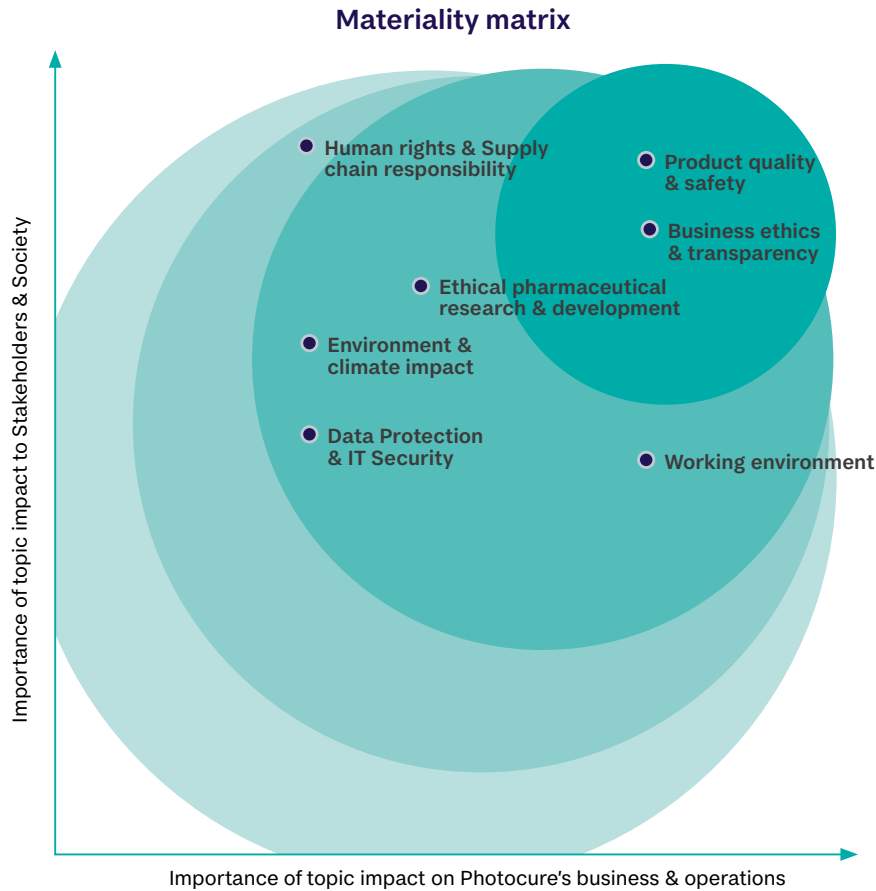 Materiality matrix
Importance of topic impact to Stakeholders & Society
Human rights & Supply
chain responsibility
Product quality
& safety
Business ethics
& transparency
Ethical pharmaceutical
research & development
Environment &
climate impact
Data Protection
& IT Security
Working environment
Importance of topic impact on Photocure's business & operations